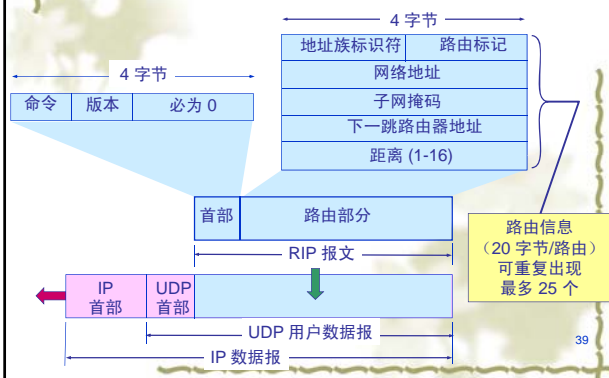 4 字节
地址族标识符 路由标记
网络地址
子网掩码
下一跳路由器地址
距离 (1-16)
4 字节
命令 版本 必为 0
首部 路由部分
RIP 报文
路由信息
（20 字节/路由）
可重复出现
最多 25 个
IP
首部
UDP
首部
UDP 用户数据报
IP 数据报
39